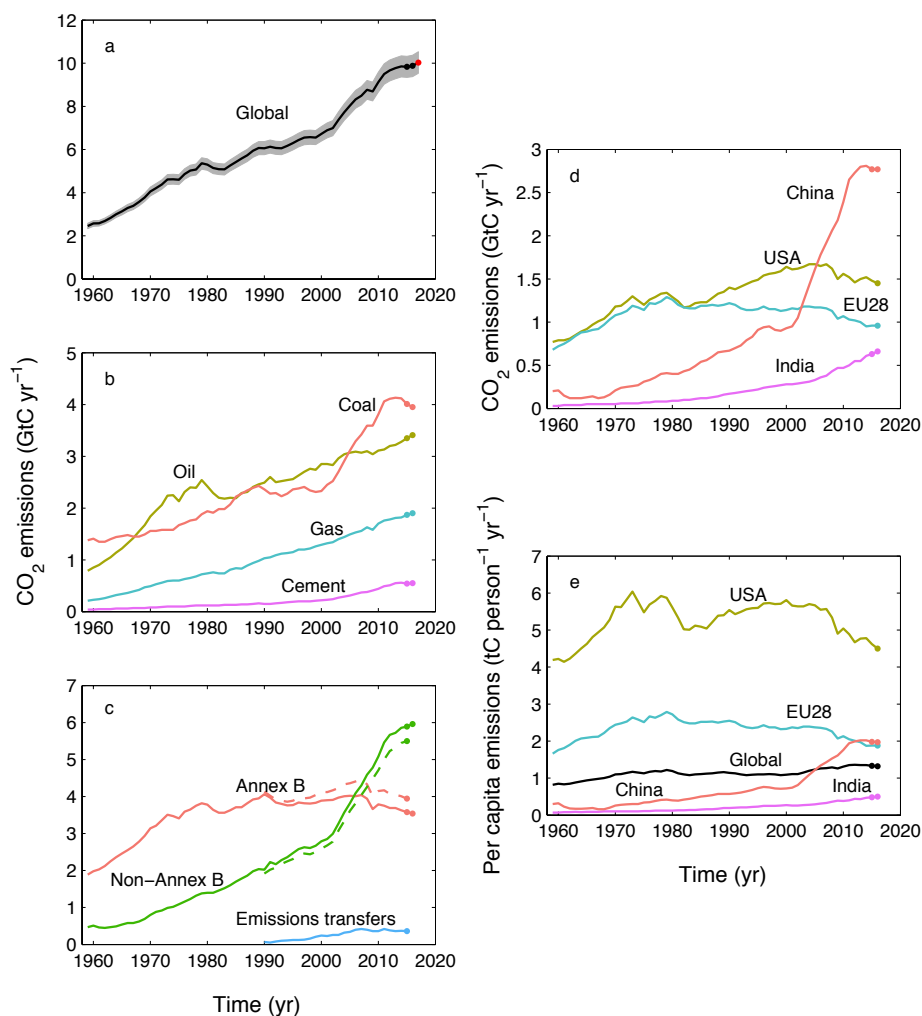 a
12
10
8
6
4
2
0
Global
1960 1970 1980 1990 2000 2010 2020
b
5
4
3
2
1
0
Coal
Oil
Gas
Cement
1960 1970 1980 1990 2000 2010 2020
CO2 emissions (GtC yr−1)
c
7
6
5
4
3
2
1
0
Annex B
Non−Annex B
Emissions transfers
1960 1970 1980 1990 2000 2010 2020
Time (yr)
d
3
2.5
2
1.5
1
0.5
0
China
USA
EU28
India
1960 1970 1980 1990 2000 2010 2020
CO2 emissions (GtC yr−1)
e
7
6
5
4
3
2
1
0
USA
EU28
Global
China
India
1960 1970 1980 1990 2000 2010 2020
Per capita emissions (tC person−1 yr−1)
Time (yr)